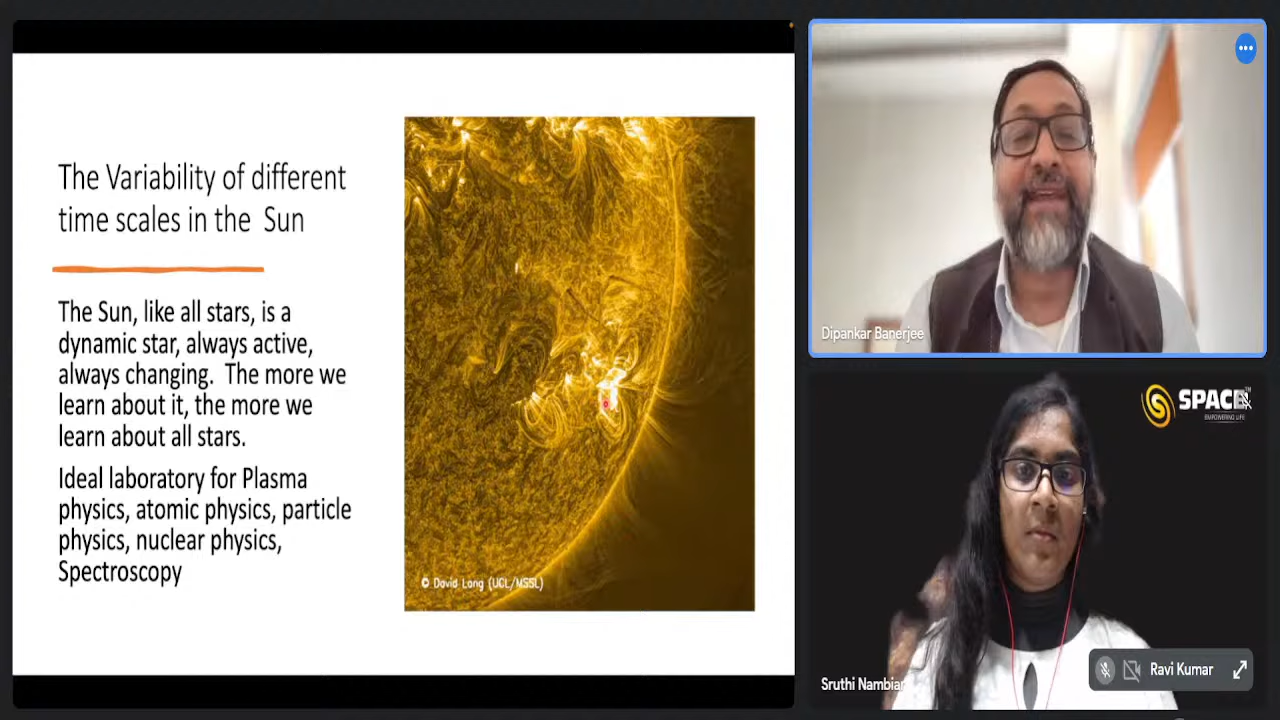 The Variability of different
time scales in the Sun
The Sun, like all stars, is a
dynamic star, always active,
always changing. The more we
learn about it, the more we
learn about all stars.
Ideal laboratory for Plasma
physics, atomic physics, particle
physics, nuclear physics,
Spectroscopy
© David Long (UCL/MSSL)
Dipankar Banerjee
SPACE
EMPOWERING LIFE
Sruthi Nambiar
Ravi Kumar